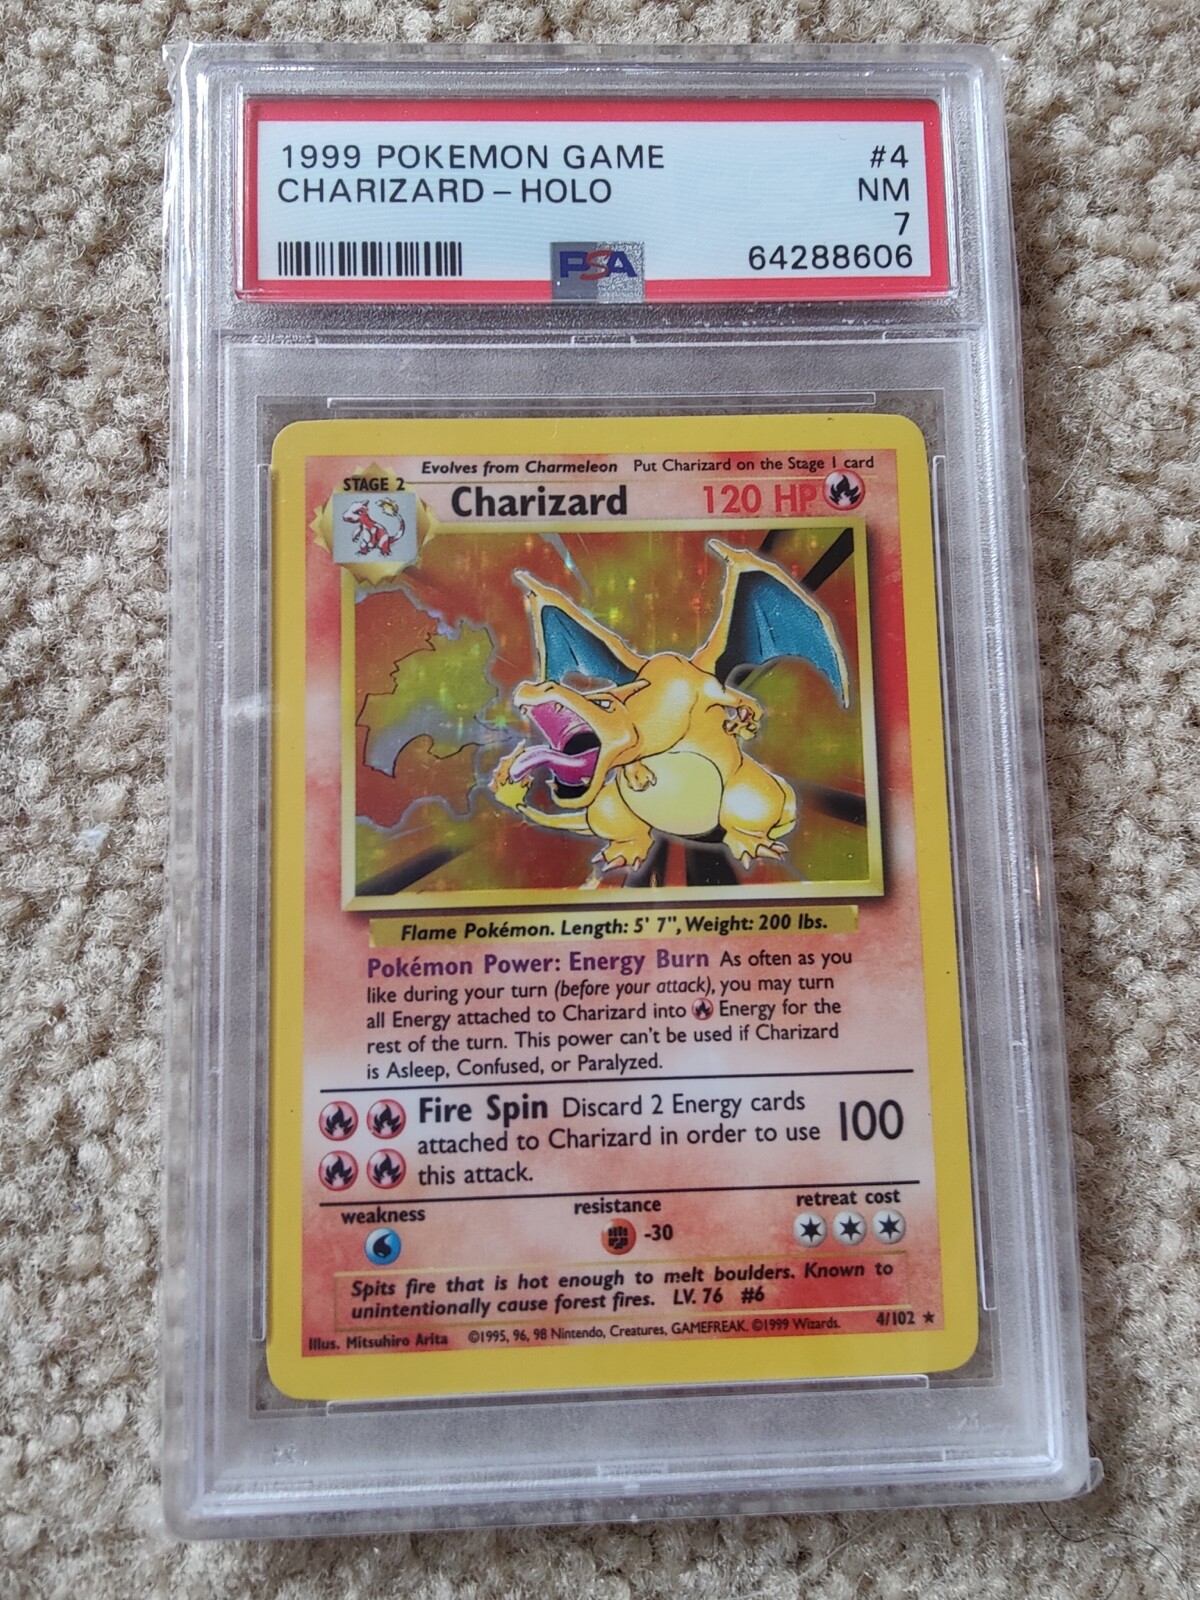 1999 POKEMON GAME #4
CHARIZARD - HOLO NM
7
PSA 64288606
Evolves from Charmeleon Put Charizard on the Stage 1 card
STAGE 2
Charizard 120 HP
Flame Pokémon. Length: 5' 7", Weight: 200 lbs.
Pokémon Power: Energy Burn As often as you
like during your turn (before your attack), you may turn
all Energy attached to Charizard into Energy for the
rest of the turn. This power can't be used if Charizard
is Asleep, Confused, or Paralyzed.
Fire Spin Discard 2 Energy cards
attached to Charizard in order to use 100
this attack.
weakness resistance retreat cost
-30
Spits fire that is hot enough to melt boulders. Known to
unintentionally cause forest fires. LV. 76 #6
Illus. Mitsuhiro Arita ©1995, 96, 98 Nintendo, Creatures, GAMEFREAK. ©1999 Wizards. 4/102 ★